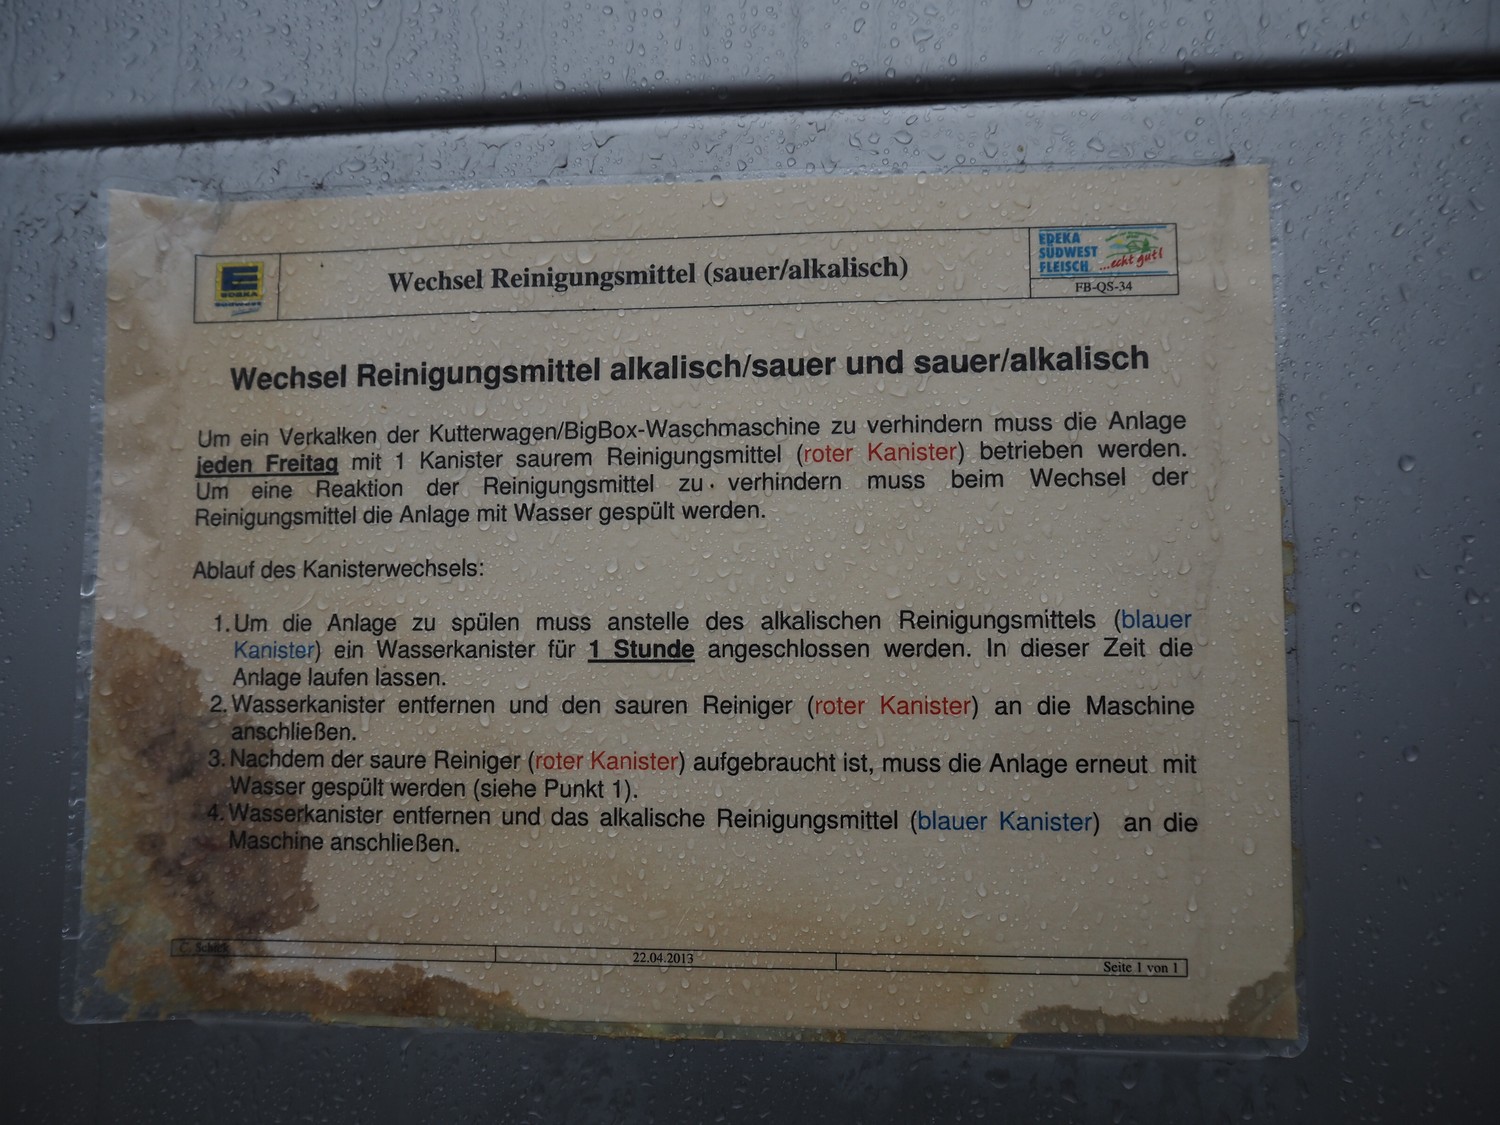 E
EDEKA
Südwest
Wechsel Reinigungsmittel (sauer/alkalisch)
EDEKA
SÜDWEST
FLEISCH
...echt gut!
FB-QS-34
Wechsel Reinigungsmittel alkalisch/sauer und sauer/alkalisch
Um ein Verkalken der Kutterwagen/BigBox-Waschmaschine zu verhindern muss die Anlage
jeden Freitag mit 1 Kanister saurem Reinigungsmittel (roter Kanister) betrieben werden.
Um eine Reaktion der Reinigungsmittel zu verhindern muss beim Wechsel der
Reinigungsmittel die Anlage mit Wasser gespült werden.
Ablauf des Kanisterwechsels:
1. Um die Anlage zu spülen muss anstelle des alkalischen Reinigungsmittels (blauer
Kanister) ein Wasserkanister für 1 Stunde angeschlossen werden. In dieser Zeit die
Anlage laufen lassen.
2. Wasserkanister entfernen und den sauren Reiniger (roter Kanister) an die Maschine
anschließen.
3. Nachdem der saure Reiniger (roter Kanister) aufgebraucht ist, muss die Anlage erneut mit
Wasser gespült werden (siehe Punkt 1).
4. Wasserkanister entfernen und das alkalische Reinigungsmittel (blauer Kanister) an die
Maschine anschließen.
C.
22.04.2013
Seite 1 von 1